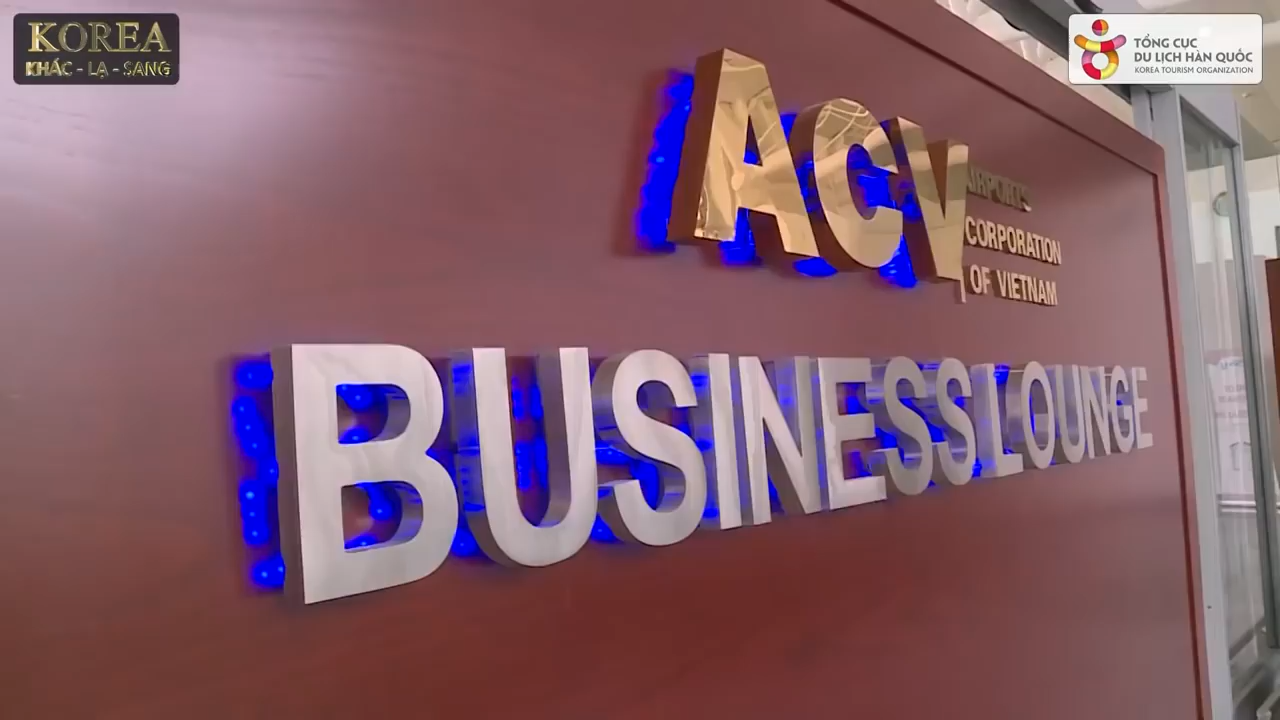 KOREA
KHÁC - LẠ - SANG
TỔNG CỤC
DU LỊCH HÀN QUỐC
KOREA TOURISM ORGANIZATION
ACV
AIRPORTS
CORPORATION
OF VIETNAM
BUSINESS LOUNGE